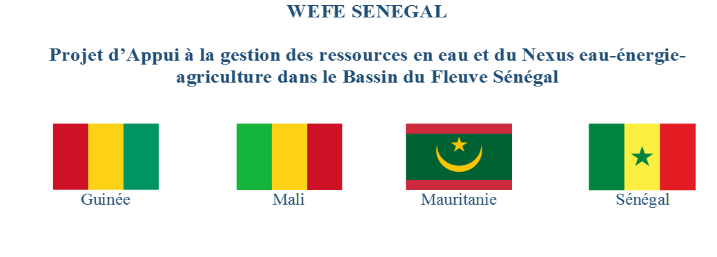 WEFE SENEGAL
Projet d’Appui à la gestion des ressources en eau et du Nexus eau-énergie-
agriculture dans le Bassin du Fleuve Sénégal
Guinée Mali Mauritanie Sénégal